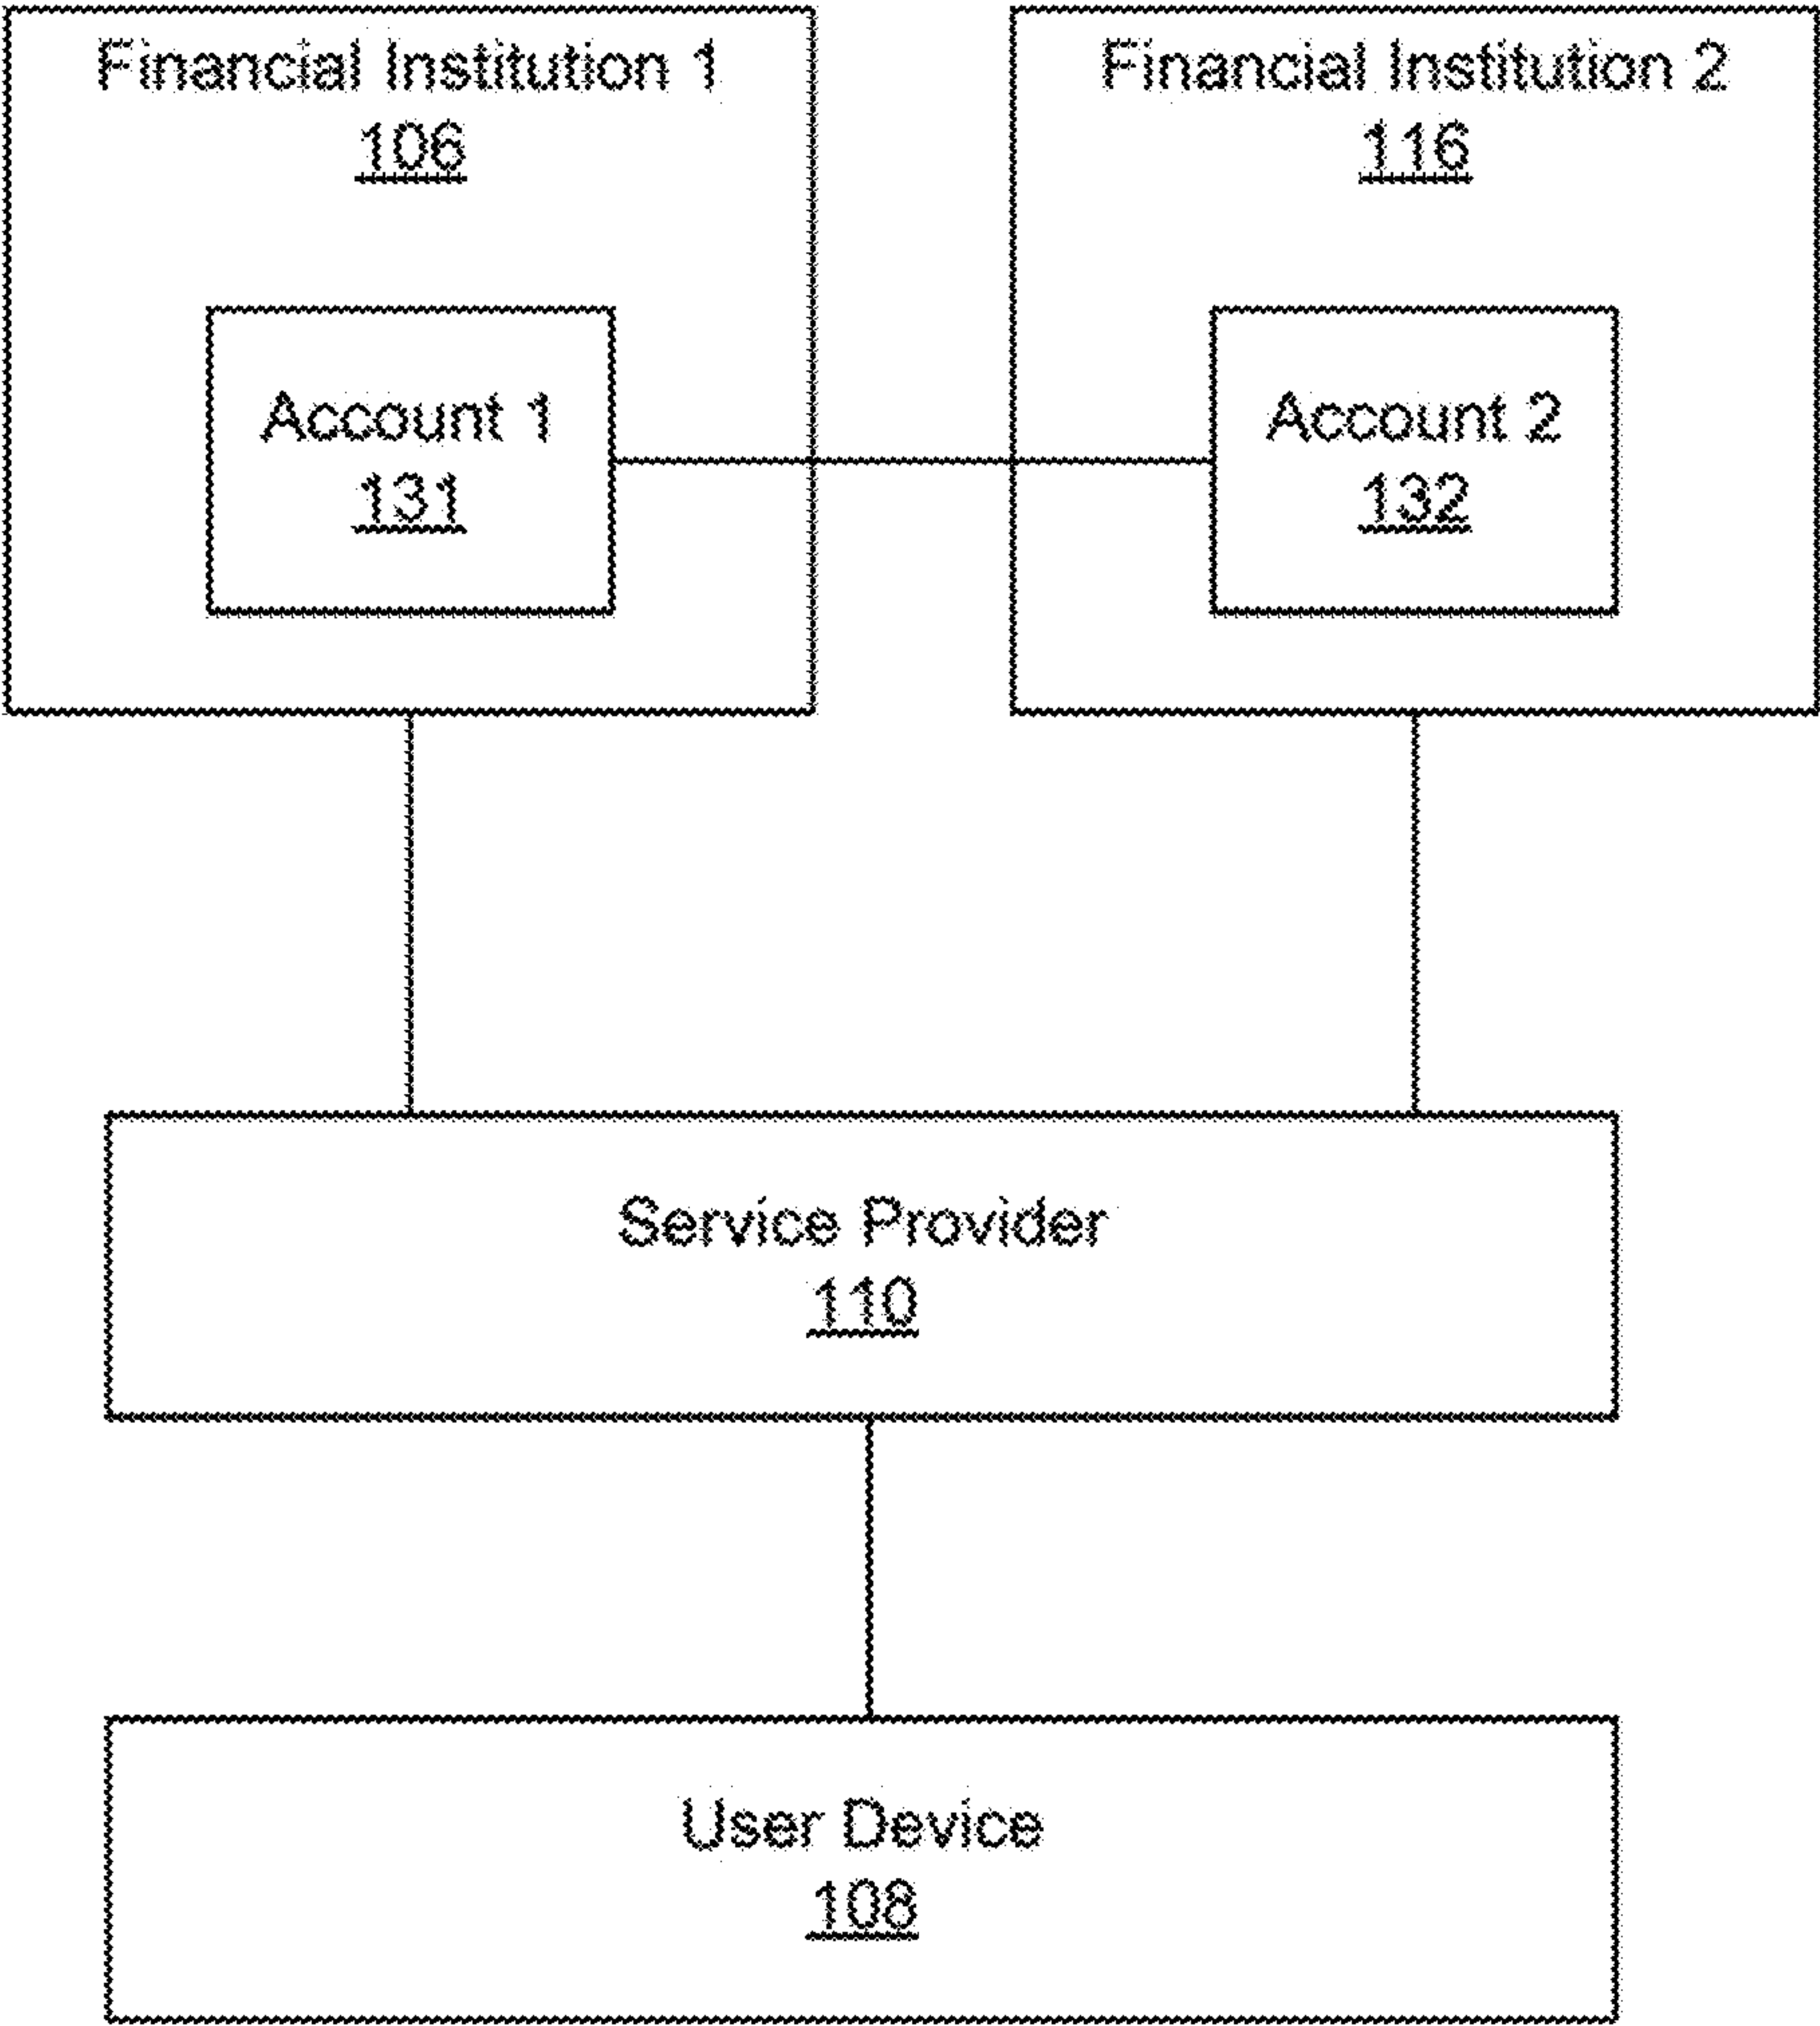 Financial Institution 1
106
Financial Institution 2
116
Account 1
131
Account 2
132
Service Provider
110
User Device
108